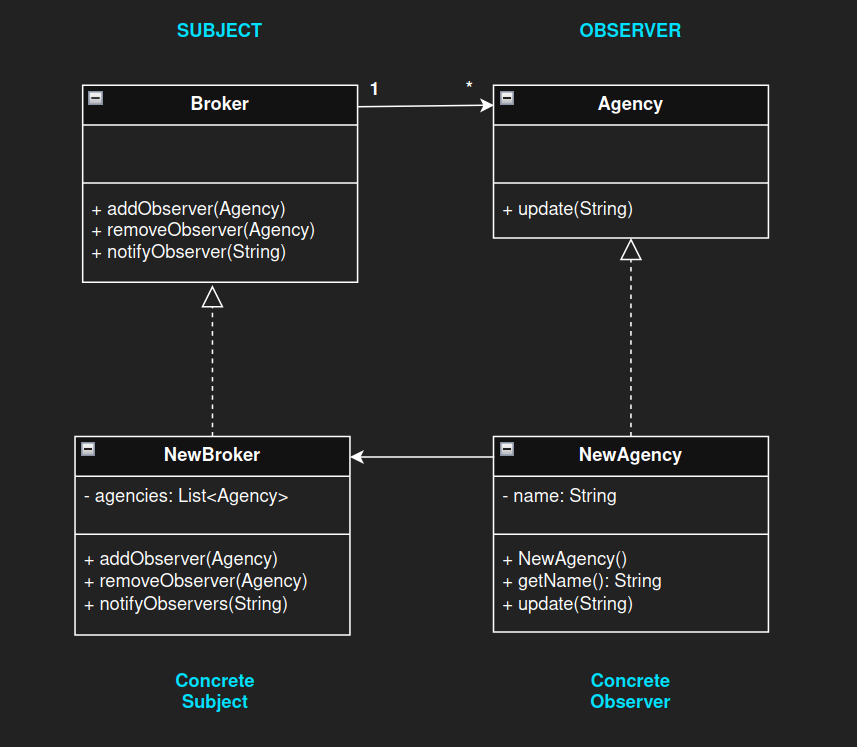 SUBJECT
OBSERVER
1
*
Broker
Agency
+ addObserver(Agency)
+ removeObserver(Agency)
+ notifyObserver(String)
+ update(String)
NewBroker
NewAgency
- agencies: List<Agency>
- name: String
+ addObserver(Agency)
+ removeObserver(Agency)
+ notifyObservers(String)
+ NewAgency()
+ getName(): String
+ update(String)
Concrete
Subject
Concrete
Observer